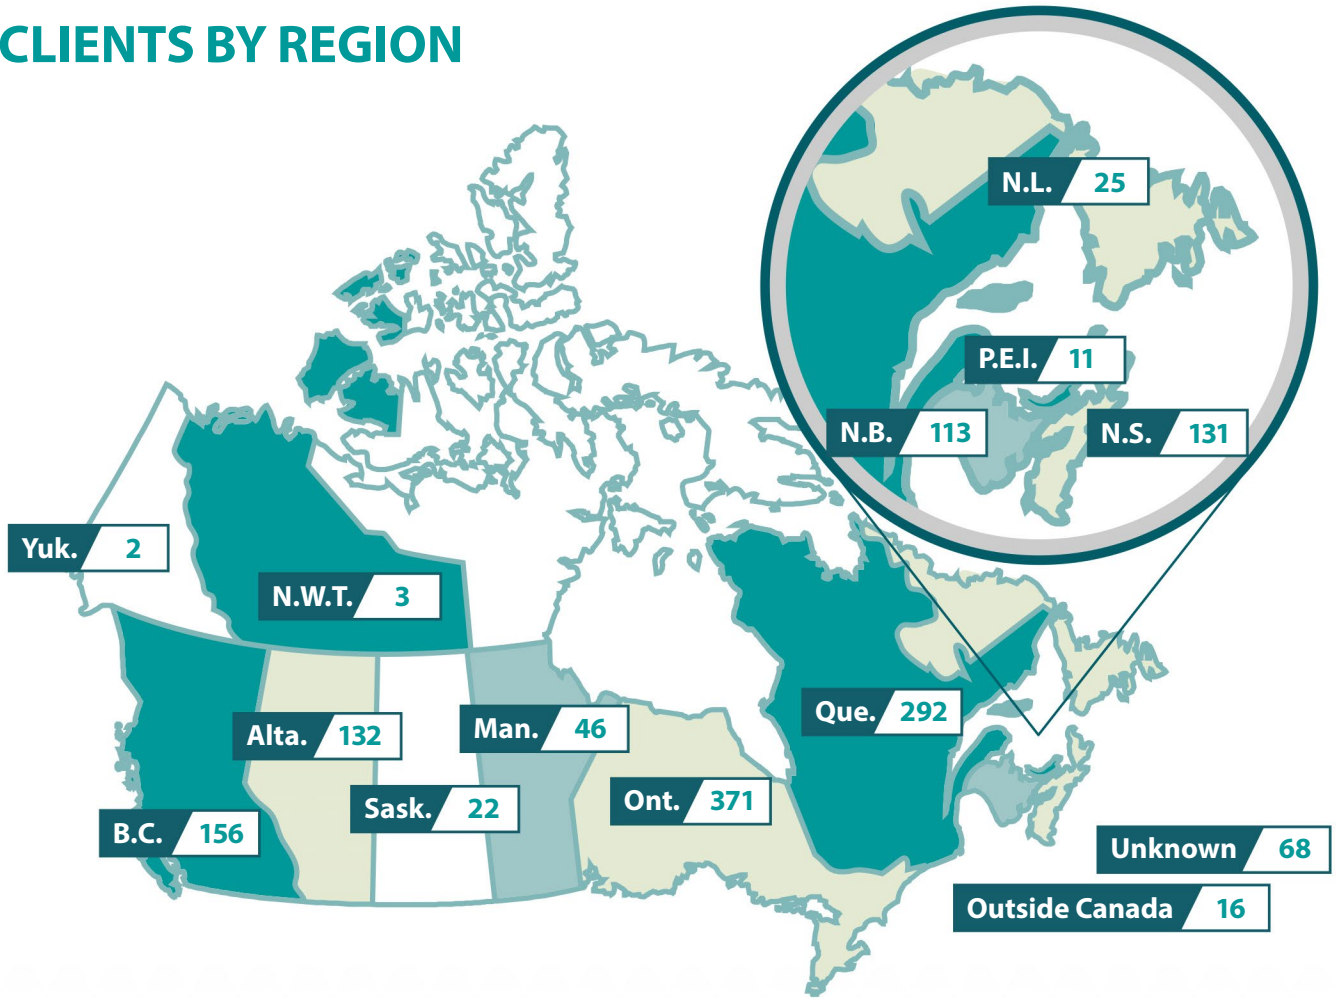 CLIENTS BY REGION
N.L. 25
P.E.I. 11
N.B. 113
N.S. 131
Yuk. 2
N.W.T. 3
Que. 292
Alta. 132
Man. 46
Ont. 371
Sask. 22
B.C. 156
Unknown 68
Outside Canada 16